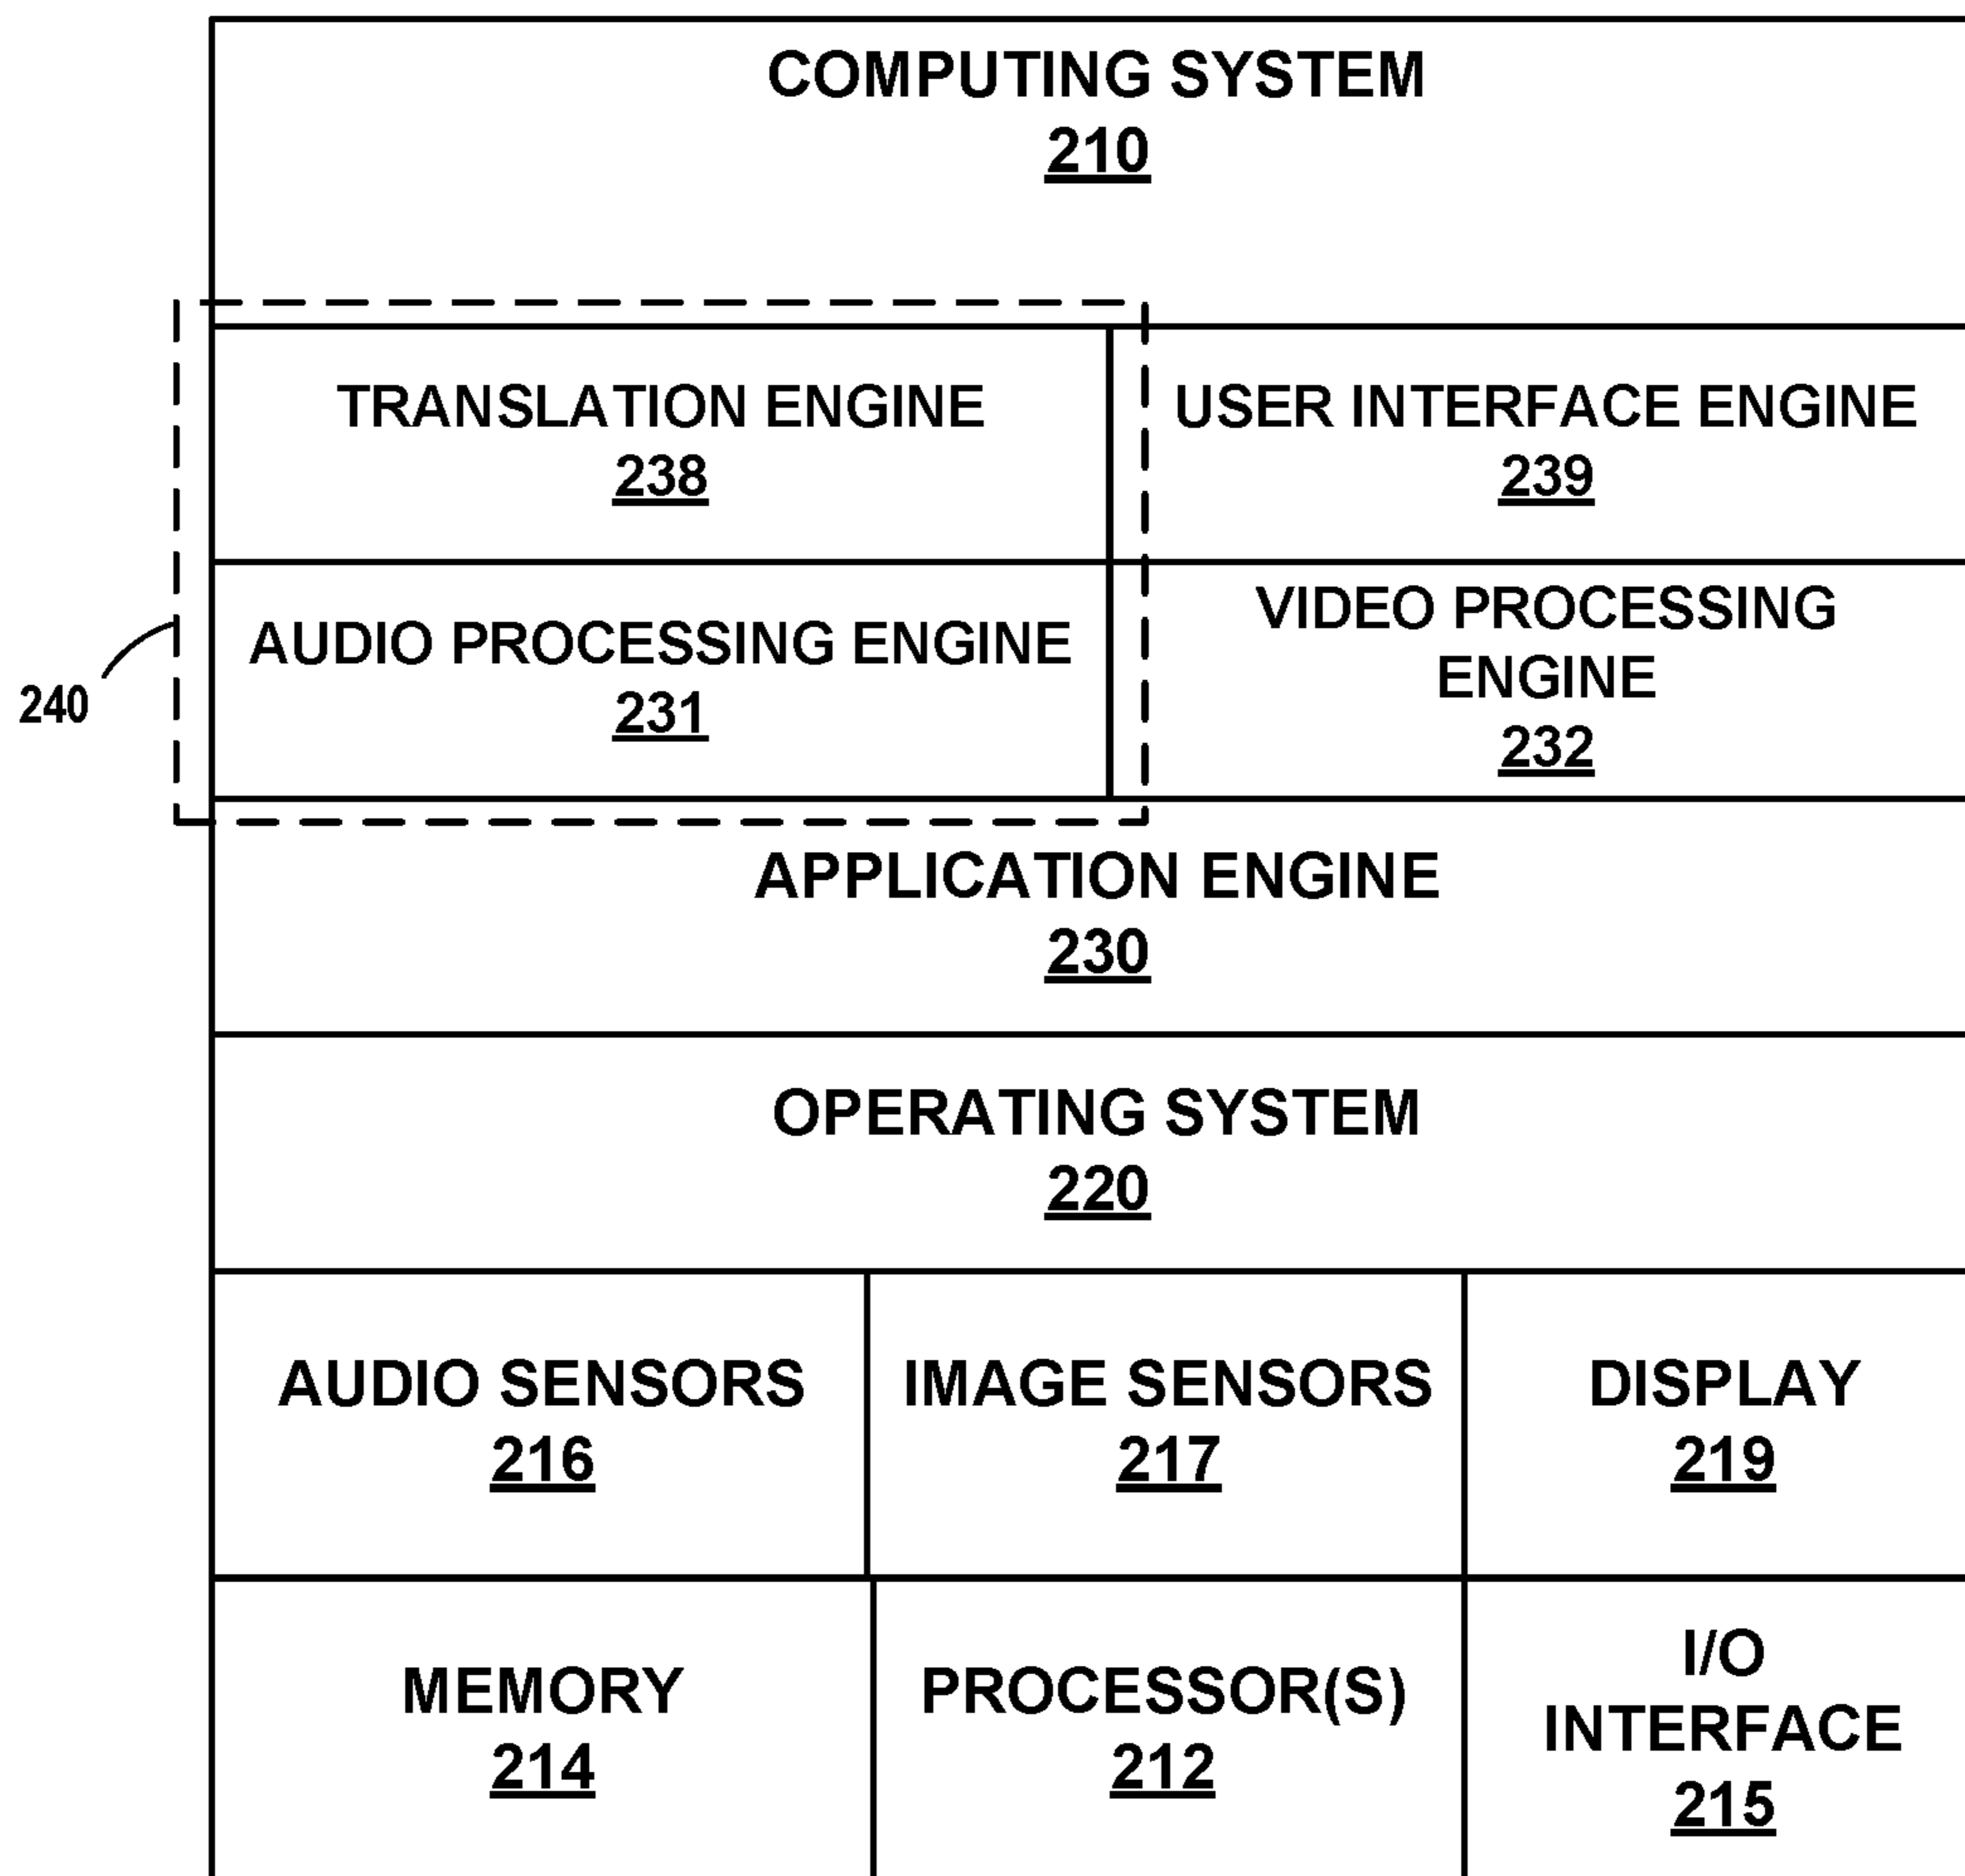 COMPUTING SYSTEM
210
TRANSLATION ENGINE
238
USER INTERFACE ENGINE
239
AUDIO PROCESSING ENGINE
231
VIDEO PROCESSING
ENGINE
232
240
APPLICATION ENGINE
230
OPERATING SYSTEM
220
AUDIO SENSORS
216
IMAGE SENSORS
217
DISPLAY
219
MEMORY
214
PROCESSOR(S)
212
I/O
INTERFACE
215